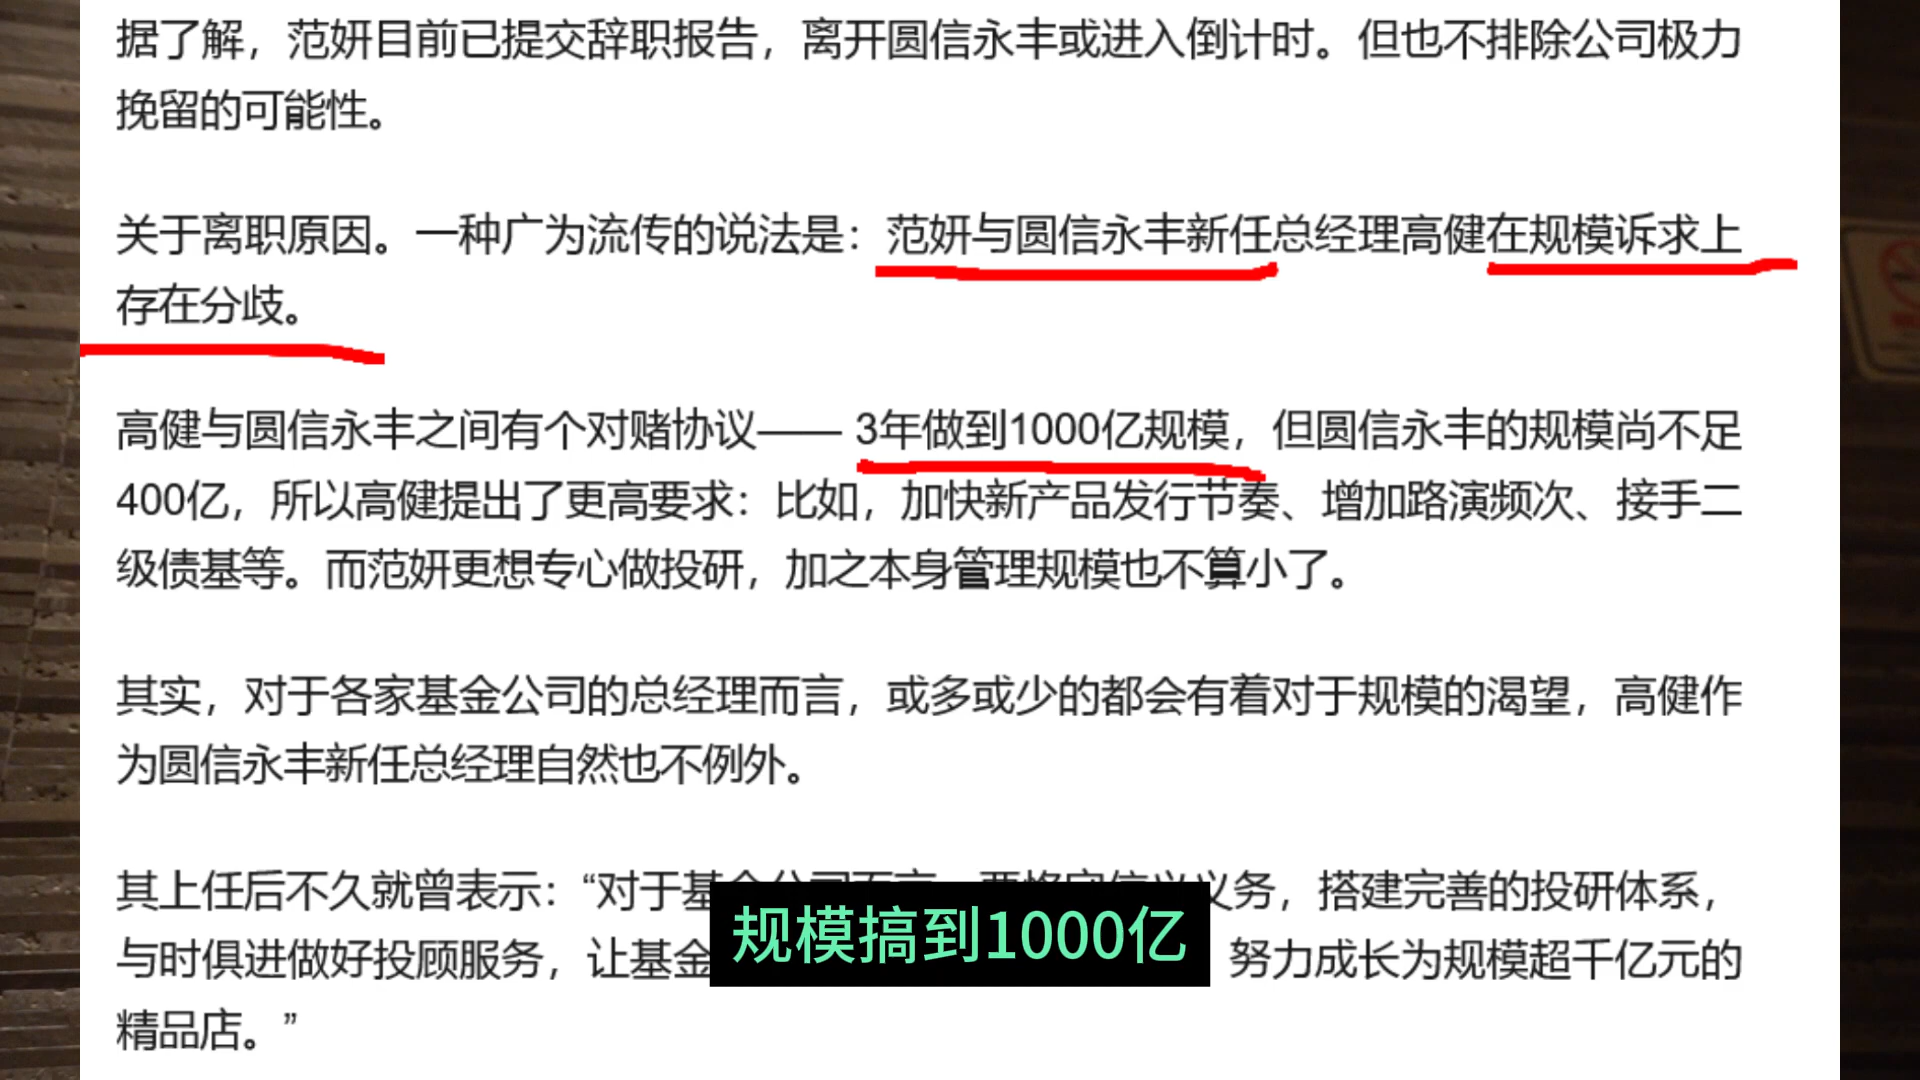 据了解，范妍目前已提交辞职报告，离开圆信永丰或进入倒计时。但也不排除公司极力
挽留的可能性。
关于离职原因。一种广为流传的说法是：范妍与圆信永丰新任总经理高健在规模诉求上
存在分歧。
高健与圆信永丰之间有个对赌协议—— 3年做到1000亿规模，但圆信永丰的规模尚不足
400亿，所以高健提出了更高要求：比如，加快新产品发行节奏、增加路演频次、接手二
级债基等。而范妍更想专心做投研，加之本身管理规模也不算小了。
其实，对于各家基金公司的总经理而言，或多或少的都会有着对于规模的渴望，高健作
为圆信永丰新任总经理自然也不例外。
其上任后不久就曾表示：“对于基 义务，搭建完善的投研体系，
与时俱进做好投顾服务，让基金 努力成长为规模超千亿元的
精品店。”
规模搞到1000亿